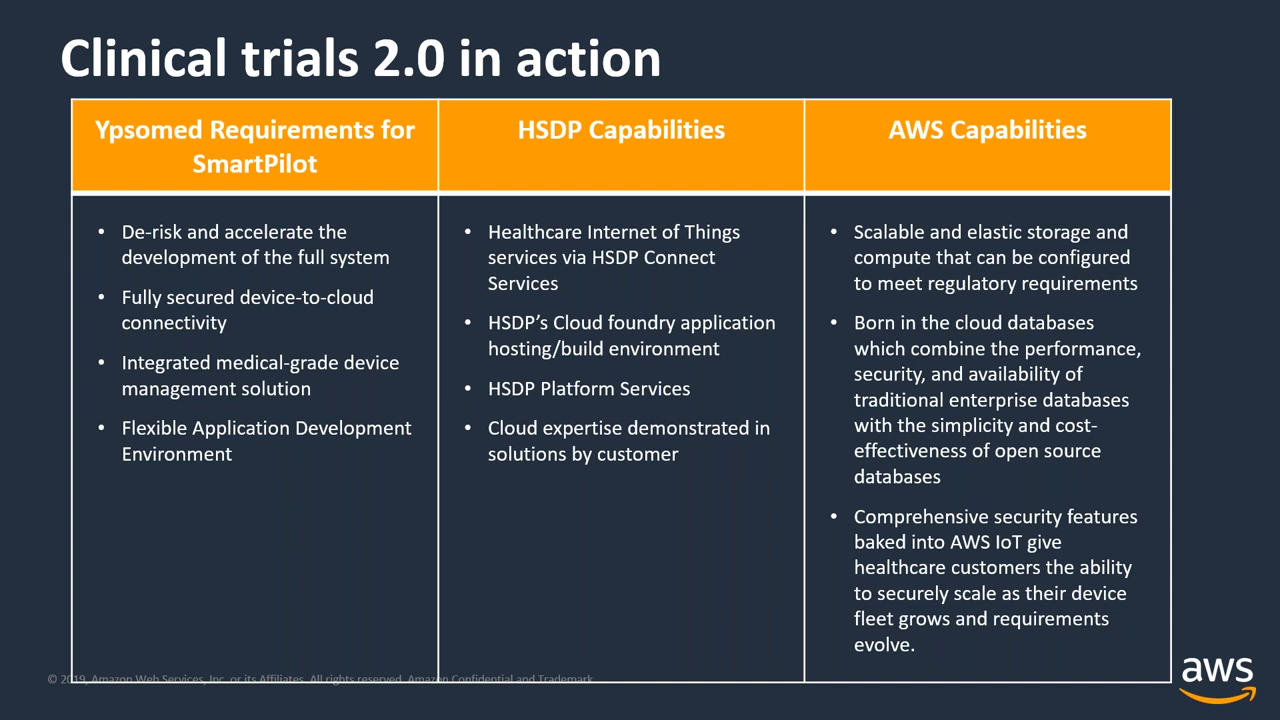 Clinical trials 2.0 in action
Ypsomed Requirements for
SmartPilot
HSDP Capabilities
AWS Capabilities
• De-risk and accelerate the
development of the full system
• Fully secured device-to-cloud
connectivity
• Integrated medical-grade device
management solution
• Flexible Application Development
Environment
• Healthcare Internet of Things
services via HSDP Connect
Services
• HSDP’s Cloud foundry application
hosting/build environment
• HSDP Platform Services
• Cloud expertise demonstrated in
solutions by customer
• Scalable and elastic storage and
compute that can be configured
to meet regulatory requirements
• Born in the cloud databases
which combine the performance,
security, and availability of
traditional enterprise databases
with the simplicity and cost-
effectiveness of open source
databases
• Comprehensive security features
baked into AWS IoT give
healthcare customers the ability
to securely scale as their device
fleet grows and requirements
evolve.
© 2019, Amazon Web Services, Inc. or its Affiliates. All rights reserved. Amazon Confidential and Trademark
aws